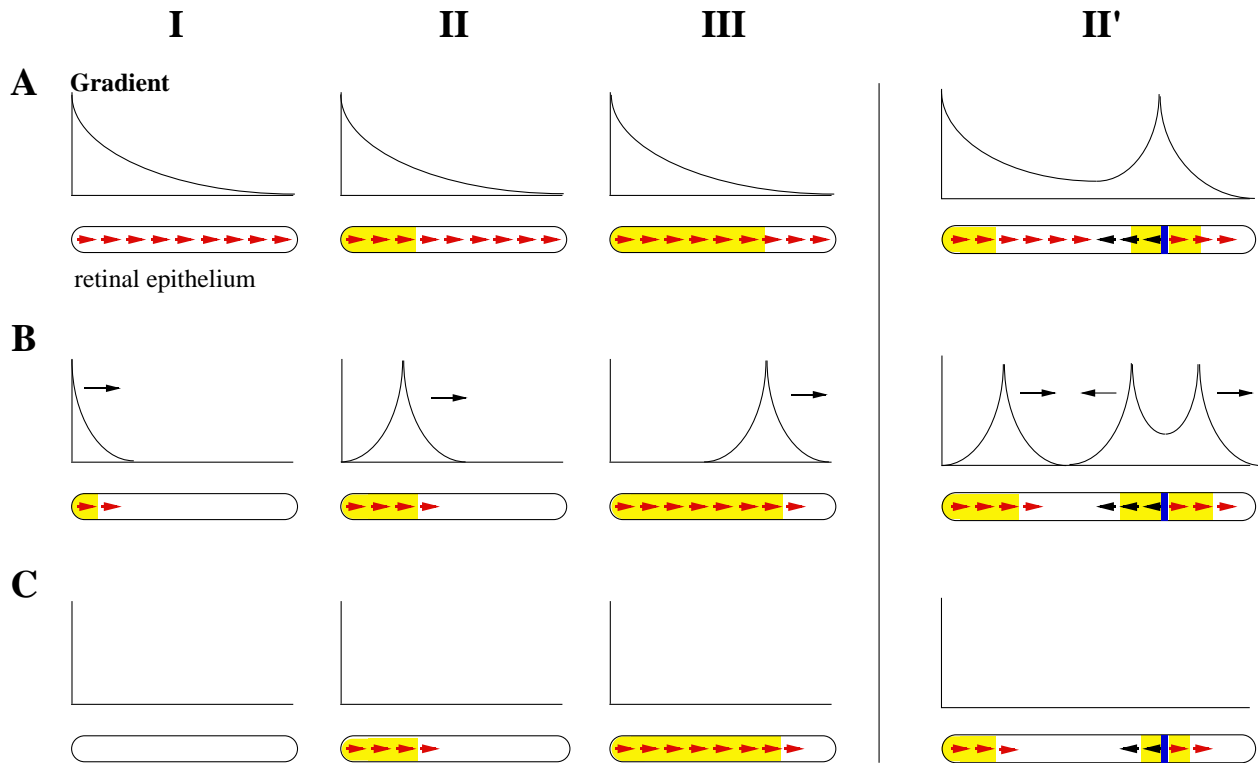 I II III II'
A
Gradient
retinal epithelium
B
C